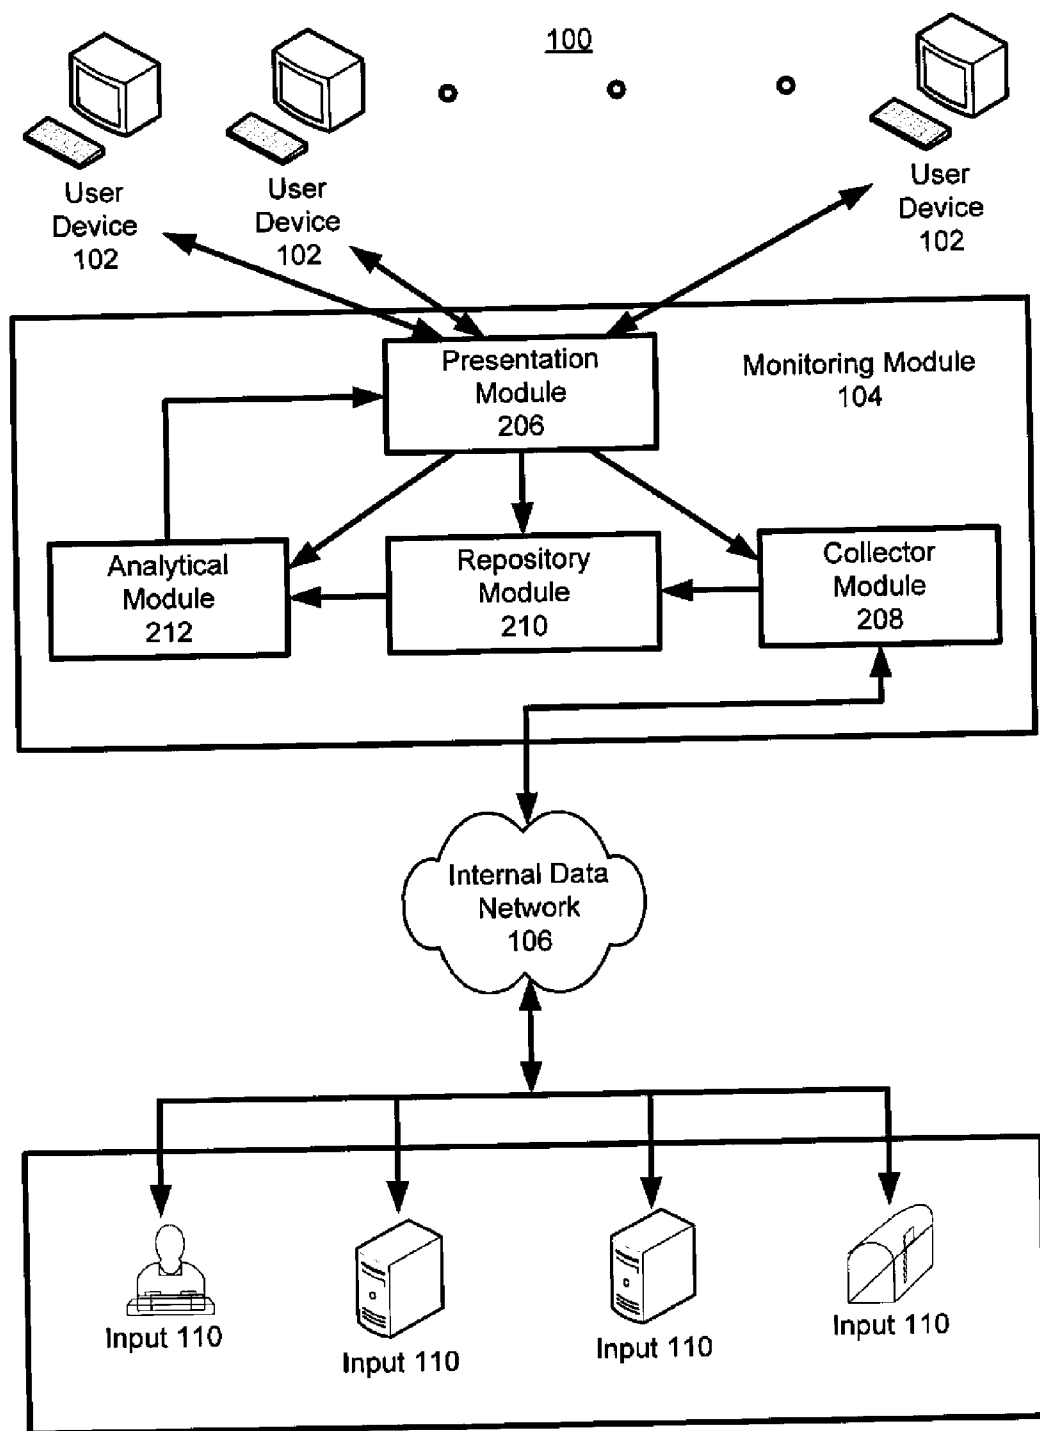 100
User
Device
102
User
Device
102
User
Device
102
Presentation
Module
206
Monitoring Module
104
Analytical
Module
212
Repository
Module
210
Collector
Module
208
Internal Data
Network
106
Input 110
Input 110
Input 110
Input 110